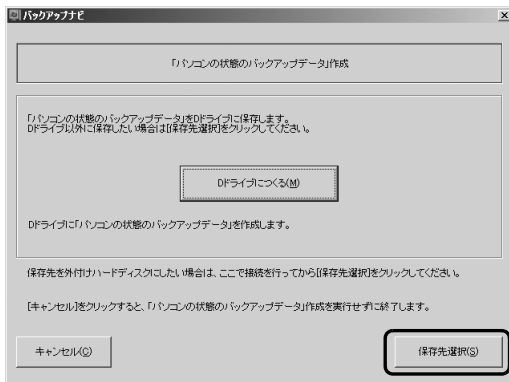 バックアップナビ
「パソコンの状態のバックアップデータ」作成
「パソコンの状態のバックアップデータ」をDドライブに保存します。
Dドライブ以外に保存したい場合は[保存先選択]をクリックしてください。
Dドライブにつくる(M)
Dドライブに「パソコンの状態のバックアップデータ」を作成します。
保存先を外付けハードディスクにしたい場合は、ここで接続を行ってから[保存先選択]をクリックしてください。
[キャンセル]をクリックすると、「パソコンの状態のバックアップデータ」作成を実行せずに終了します。
キャンセル(C)
保存先選択(S)